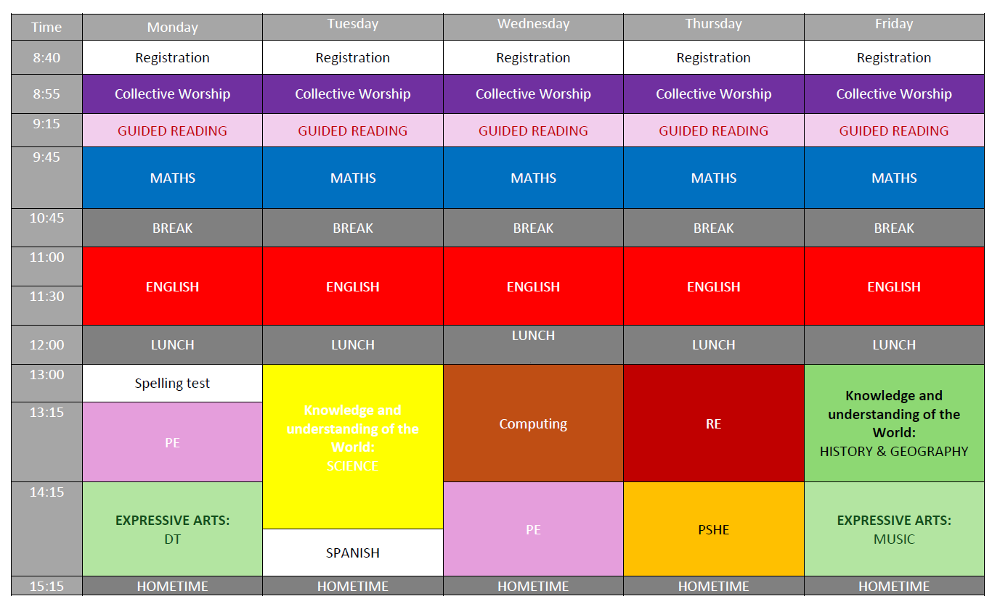 Time Monday Tuesday Wednesday Thursday Friday
8:40 Registration Registration Registration Registration Registration
8:55 Collective Worship Collective Worship Collective Worship Collective Worship Collective Worship
9:15 GUIDED READING GUIDED READING GUIDED READING GUIDED READING GUIDED READING
9:45 MATHS MATHS MATHS MATHS MATHS
10:45 BREAK BREAK BREAK BREAK BREAK
11:00
ENGLISH ENGLISH ENGLISH ENGLISH ENGLISH
11:30
12:00 LUNCH LUNCH LUNCH LUNCH LUNCH
13:00 Spelling test
13:15 PE
Knowledge and
understanding of the
World:
SCIENCE
Computing
RE
Knowledge and
understanding of the
World:
HISTORY & GEOGRAPHY
14:15
EXPRESSIVE ARTS:
DT
SPANISH
PE
PSHE
EXPRESSIVE ARTS:
MUSIC
15:15 HOMETIME HOMETIME HOMETIME HOMETIME HOMETIME